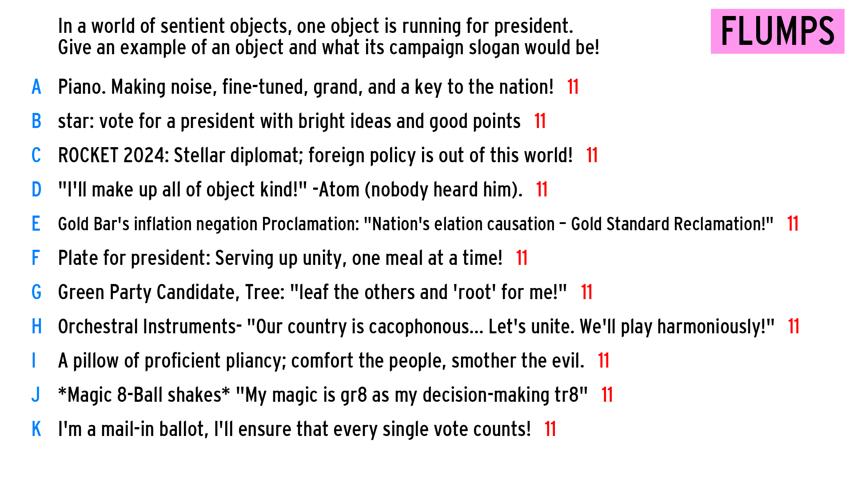 In a world of sentient objects, one object is running for president.
Give an example of an object and what its campaign slogan would be!
FLUMPS
A Piano. Making noise, fine-tuned, grand, and a key to the nation! 11
B star: vote for a president with bright ideas and good points 11
C ROCKET 2024: Stellar diplomat; foreign policy is out of this world! 11
D "I'll make up all of object kind!" -Atom (nobody heard him). 11
E Gold Bar's inflation negation Proclamation: "Nation's elation causation – Gold Standard Reclamation!" 11
F Plate for president: Serving up unity, one meal at a time! 11
G Green Party Candidate, Tree: "leaf the others and 'root' for me!" 11
H Orchestral Instruments- "Our country is cacophonous... Let's unite. We'll play harmoniously!" 11
I A pillow of proficient pliancy; comfort the people, smother the evil. 11
J *Magic 8-Ball shakes* "My magic is gr8 as my decision-making tr8" 11
K I'm a mail-in ballot, I'll ensure that every single vote counts! 11